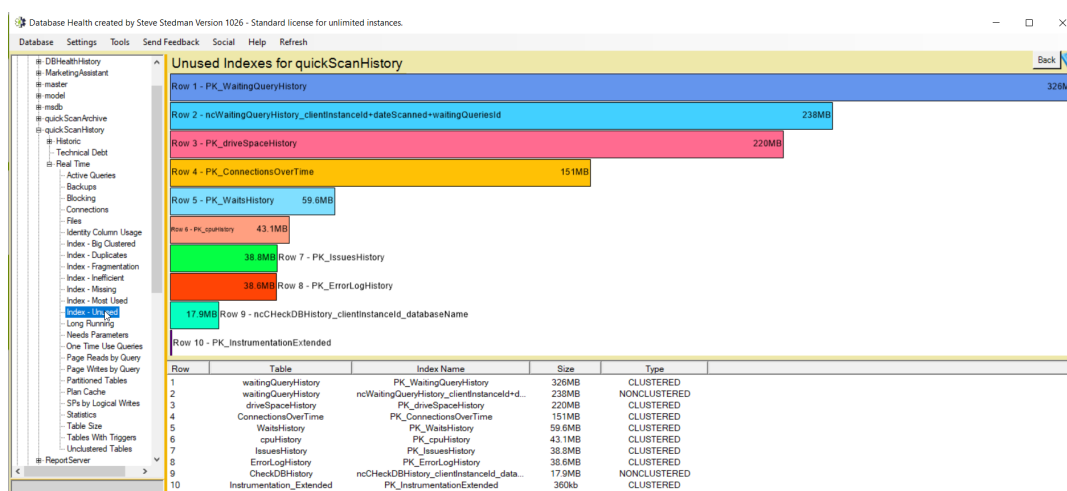 Database Health created by Steve Stedman Version 1026 - Standard license for unlimited instances.
Database Settings Tools Send Feedback Social Help Refresh
DBHealthHistory
MarketingAssistant
master
model
msdb
quickScanArchive
quickScanHistory
Historic
Technical Debt
Real Time
Active Queries
Backups
Blocking
Connections
Files
Identity Column Usage
Index - Big Clustered
Index - Duplicates
Index - Fragmentation
Index - Inefficient
Index - Missing
Index - Most Used
Index - Unused
Long Running
Needs Parameters
One Time Use Queries
Page Reads by Query
Page Writes by Query
Partitioned Tables
Plan Cache
SPs by Logical Writes
Statistics
Table Size
Tables With Triggers
Unclustered Tables
ReportServer
Unused Indexes for quickScanHistory
Back
Row 1 - PK_WaitingQueryHistory 326M
Row 2 - ncWaitingQueryHistory_clientInstanceId+dateScanned+waitingQueriesId 238MB
Row 3 - PK_driveSpaceHistory 220MB
Row 4 - PK_ConnectionsOverTime 151MB
Row 5 - PK_WaitsHistory 59.6MB
Row 6 - PK_cpuHistory 43.1MB
38.8MB Row 7 - PK_IssuesHistory
38.6MB Row 8 - PK_ErrorLogHistory
17.9MB Row 9 - ncCHeckDBHistory_clientInstanceId_databaseName
Row 10 - PK_InstrumentationExtended
Row Table Index Name Size Type
1 waitingQueryHistory PK_WaitingQueryHistory 326MB CLUSTERED
2 waitingQueryHistory ncWaitingQueryHistory_clientInstanceId+d... 238MB NONCLUSTERED
3 driveSpaceHistory PK_driveSpaceHistory 220MB CLUSTERED
4 ConnectionsOverTime PK_ConnectionsOverTime 151MB CLUSTERED
5 WaitsHistory PK_WaitsHistory 59.6MB CLUSTERED
6 cpuHistory PK_cpuHistory 43.1MB CLUSTERED
7 IssuesHistory PK_IssuesHistory 38.8MB CLUSTERED
8 ErrorLogHistory PK_ErrorLogHistory 38.6MB CLUSTERED
9 CheckDBHistory ncCHeckDBHistory_clientInstanceId_data... 17.9MB NONCLUSTERED
10 Instrumentation_Extended PK_InstrumentationExtended 360kb CLUSTERED